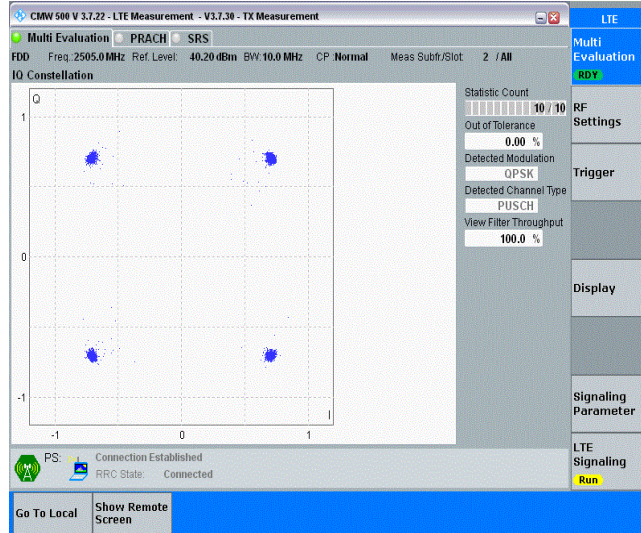 CMW 500 V 3.7.22 - LTE Measurement - V3.7.30 - TX Measurement
LTE
Multi Evaluation PRACH SRS
FDD Freq.:2505.0 MHz Ref. Level: 40.20 dBm BW:10.0 MHz CP :Normal Meas Subfr/Slot: 2 / All
IQ Constellation
Q
1
0
-1
-1 0 1
I
Statistic Count
10 / 10
Out of Tolerance
0.00 %
Detected Modulation
QPSK
Detected Channel Type
PUSCH
View Filter Throughput
100.0 %
Multi
Evaluation
RDY
RF
Settings
Trigger
Display
Signaling
Parameter
LTE
Signaling
Run
PS: Connection Established
RRC State: Connected
Go To Local
Show Remote
Screen